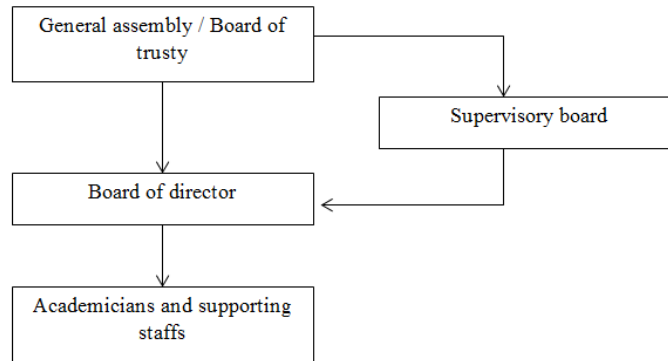 General assembly / Board of
trusty
Supervisory board
Board of director
Academicians and supporting
staffs